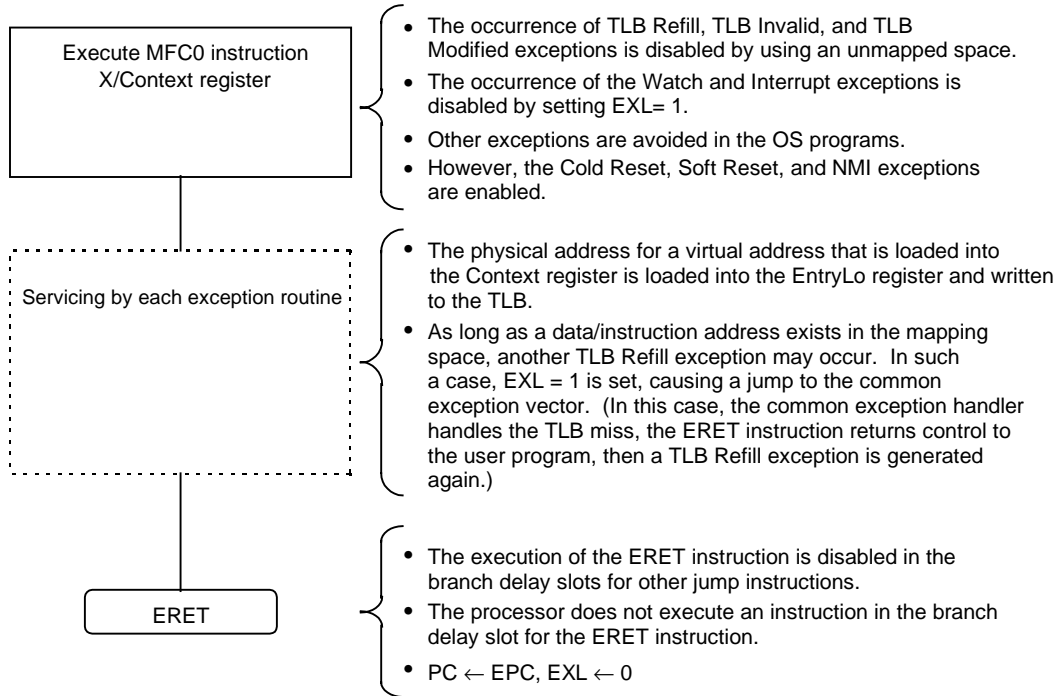 Execute MFC0 instruction
X/Context register
• The occurrence of TLB Refill, TLB Invalid, and TLB
Modified exceptions is disabled by using an unmapped space.
• The occurrence of the Watch and Interrupt exceptions is
disabled by setting EXL= 1.
• Other exceptions are avoided in the OS programs.
• However, the Cold Reset, Soft Reset, and NMI exceptions
are enabled.
Servicing by each exception routine
• The physical address for a virtual address that is loaded into
the Context register is loaded into the EntryLo register and written
to the TLB.
• As long as a data/instruction address exists in the mapping
space, another TLB Refill exception may occur. In such
a case, EXL = 1 is set, causing a jump to the common
exception vector. (In this case, the common exception handler
handles the TLB miss, the ERET instruction returns control to
the user program, then a TLB Refill exception is generated
again.)
ERET
• The execution of the ERET instruction is disabled in the
branch delay slots for other jump instructions.
• The processor does not execute an instruction in the branch
delay slot for the ERET instruction.
• PC ← EPC, EXL ← 0